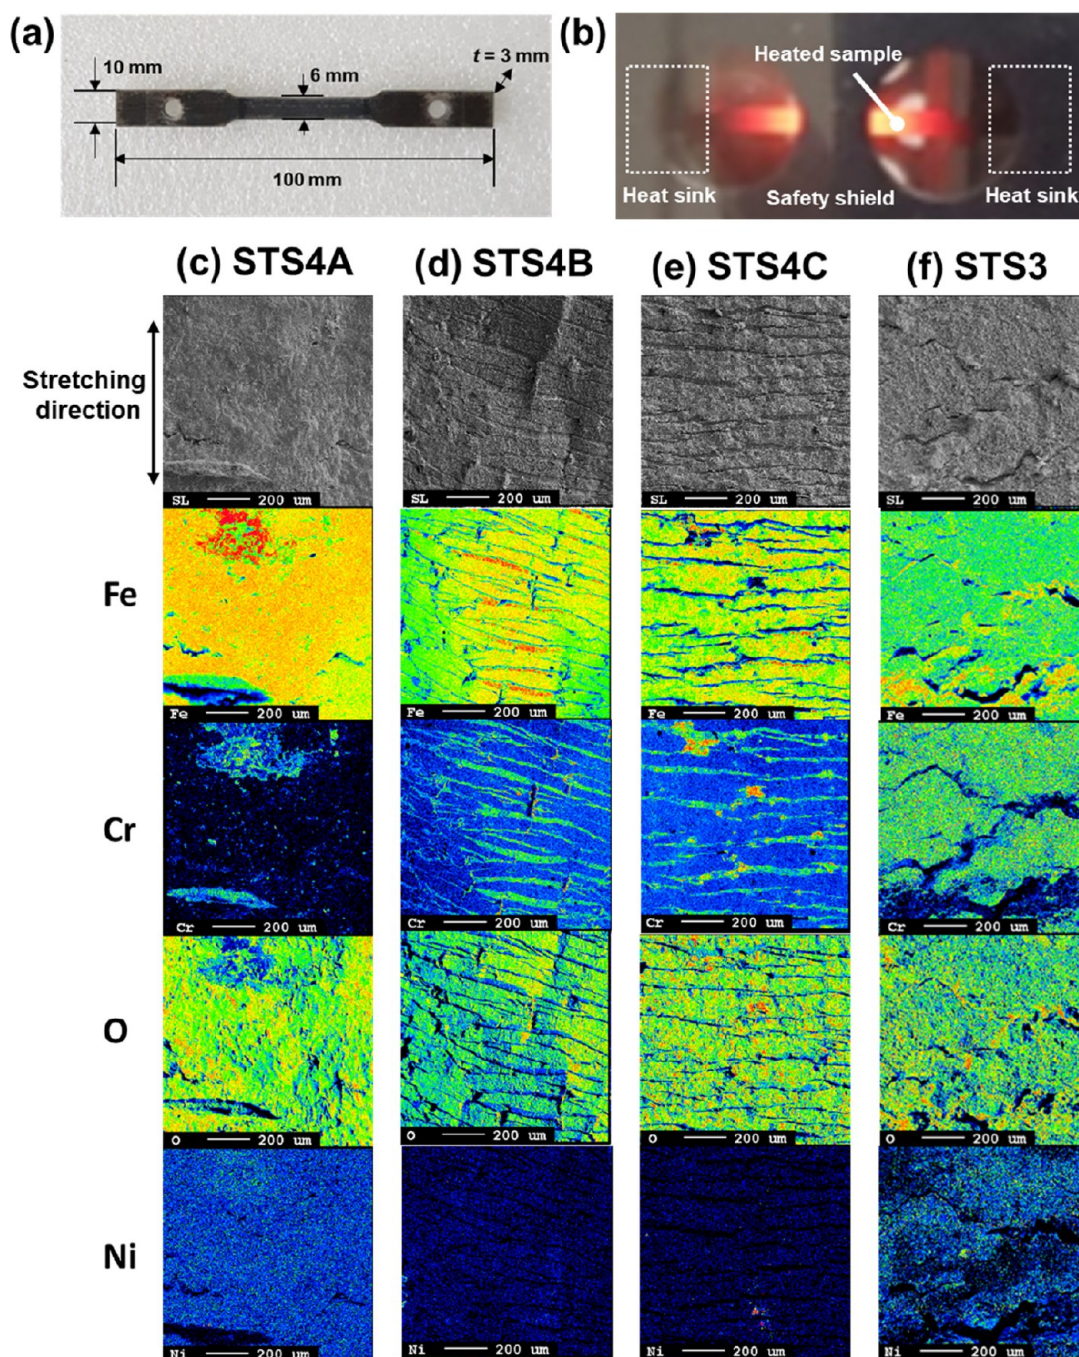 (a)
10 mm
6 mm
t = 3 mm
100 mm
(b)
Heated sample
Heat sink
Safety shield
Heat sink
(c) STS4A
(d) STS4B
(e) STS4C
(f) STS3
Stretching
direction
SL 200 um
SL 200 um
SL 200 um
SL 200 um
Fe
Fe 200 um
Fe 200 um
Fe 200 um
Fe 200 um
Cr
Cr 200 um
Cr 200 um
Cr 200 um
Cr 200 um
O
O 200 um
O 200 um
O 200 um
O 200 um
Ni
Ni 200 um
Ni 200 um
Ni 200 um
Ni 200 um